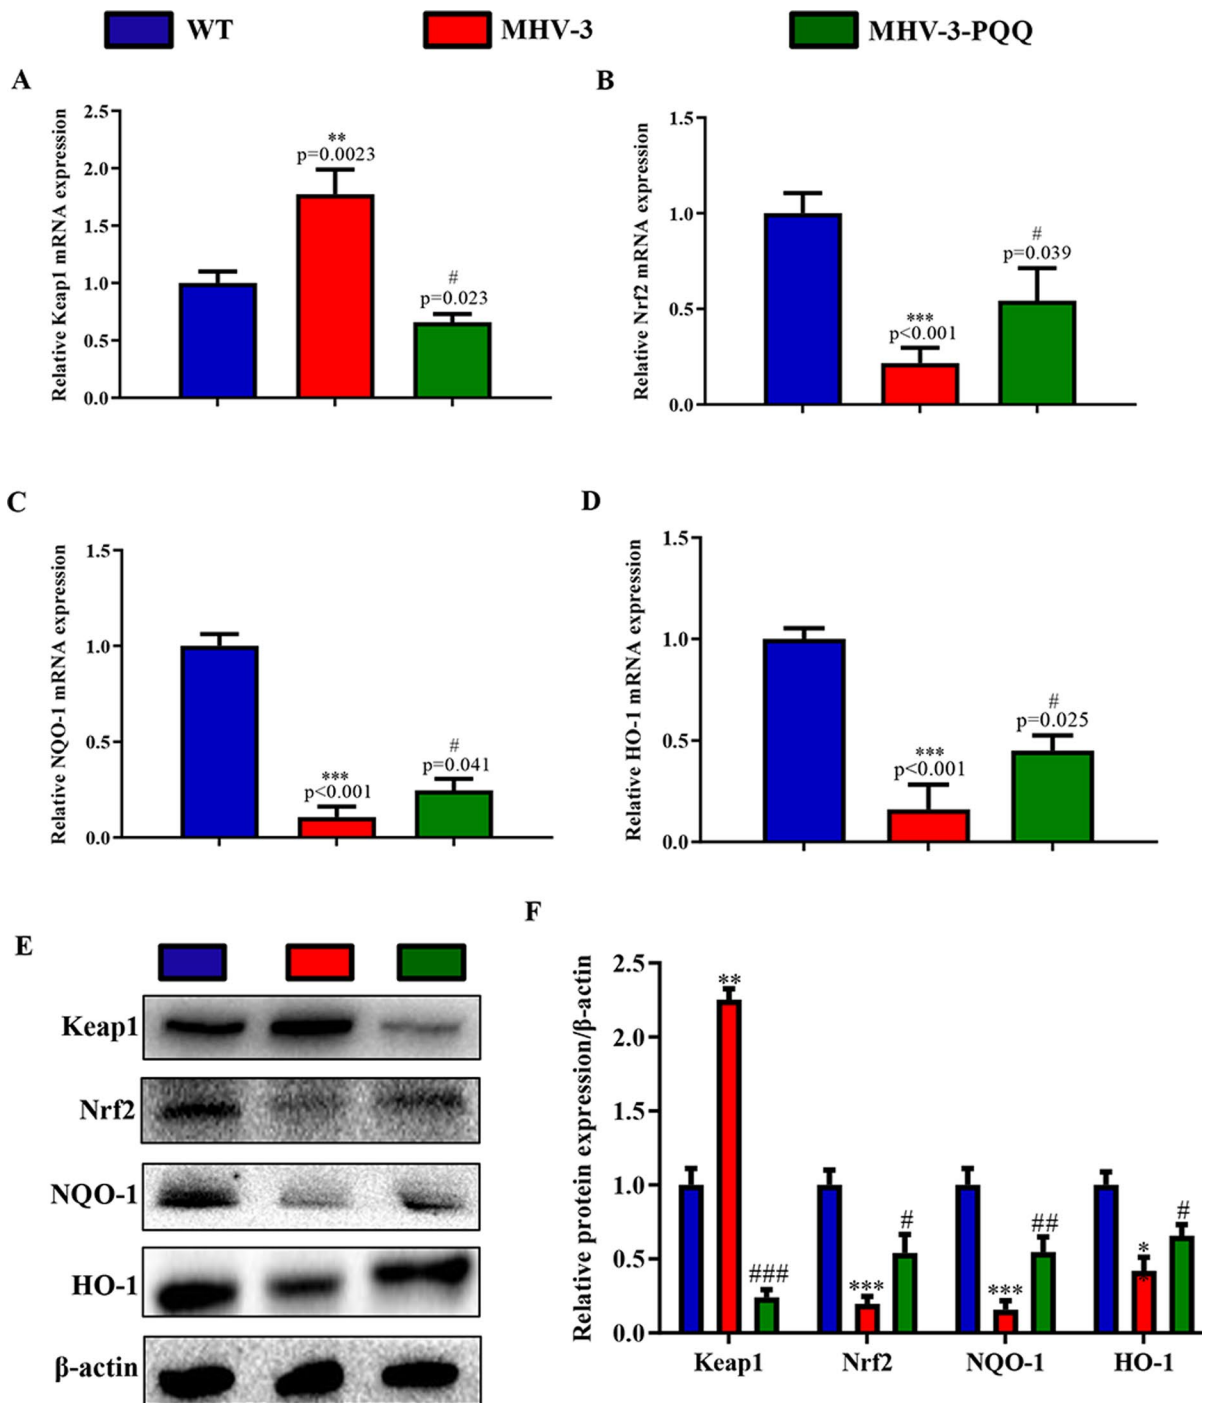 WT
MHV-3
MHV-3-PQQ
A
Relative Keap1 mRNA expression
2.5
2.0
1.5
1.0
0.5
0.0
**
p=0.0023
#
p=0.023
B
Relative Nrf2 mRNA expression
1.5
1.0
0.5
0.0
***
p<0.001
#
p=0.039
C
Relative NQO-1 mRNA expression
1.5
1.0
0.5
0.0
***
p<0.001
#
p=0.041
D
Relative HO-1 mRNA expression
1.5
1.0
0.5
0.0
***
p<0.001
#
p=0.025
E
Keap1
Nrf2
NQO-1
HO-1
β-actin
F
Relative protein expression/β-actin
2.5
2.0
1.5
1.0
0.5
0.0
**
###
***
#
***
##
*
*
#
Keap1
Nrf2
NQO-1
HO-1